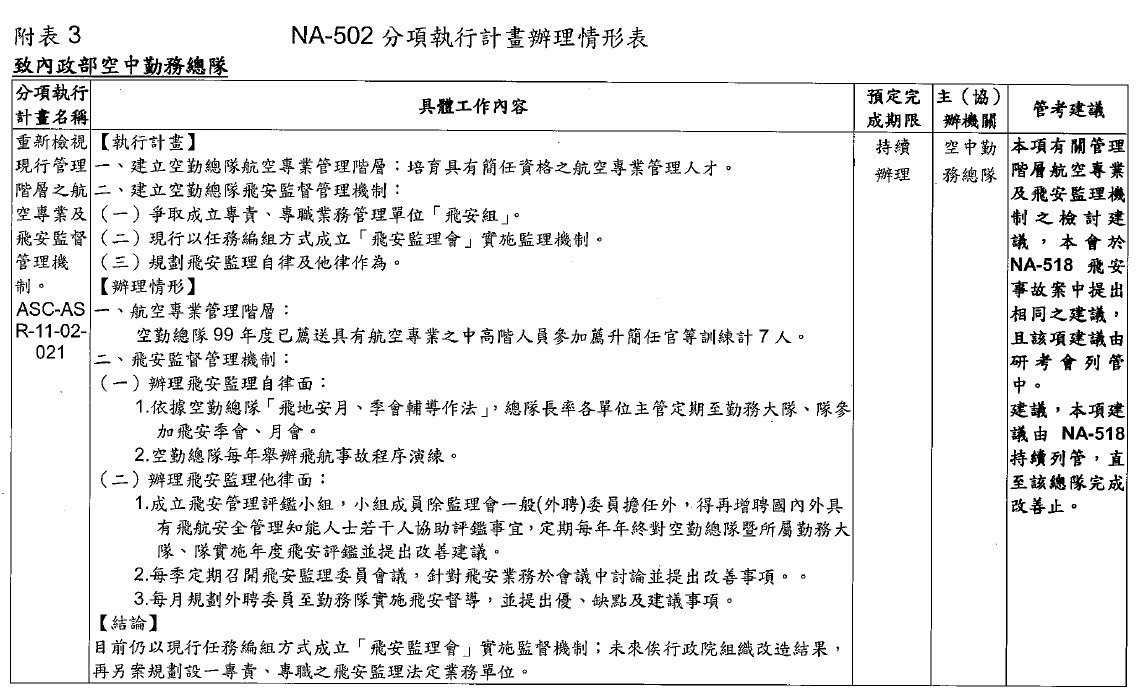 附表 3
NA-502 分項執行計畫辦理情形表
致內政部空中勤務總隊
分項執行
計畫名稱
具體工作內容
預定完
成期限
主（協）
辦機關
管考建議
重新檢視
現行管理
階層之航
空專業及
飛安監督
管理機
制。
ASC-AS
R-11-02-
021
【執行計畫】
一、建立空勤總隊航空專業管理階層：培育具有簡任資格之航空專業管理人才。
二、建立空勤總隊飛安監督管理機制：
（一）爭取成立專責、專職業務管理單位「飛安組」。
（二）現行以任務編組方式成立「飛安監理會」實施監理機制。
（三）規劃飛安監理自律及他律作為。
【辦理情形】
一、航空專業管理階層：
空勤總隊 99 年度已薦送具有航空專業之中高階人員參加薦升簡任官等訓練計 7 人。
二、飛安監督管理機制：
（一）辦理飛安監理自律面：
1.依據空勤總隊「飛地安月、季會輔導作法」，總隊長率各單位主管定期至勤務大隊、隊參
加飛安季會、月會。
2.空勤總隊每年舉辦飛航事故程序演練。
（二）辦理飛安監理他律面：
1.成立飛安管理評鑑小組，小組成員除監理會一般(外聘)委員擔任外，得再增聘國內外具
有飛航安全管理知能人士若干人協助評鑑事宜，定期每年年終對空勤總隊暨所屬勤務大
隊、隊實施年度飛安評鑑並提出改善建議。
2.每季定期召開飛安監理委員會議，針對飛安業務於會議中討論並提出改善事項。。
3.每月規劃外聘委員至勤務隊實施飛安督導，並提出優、缺點及建議事項。
【結論】
目前仍以現行任務編組方式成立「飛安監理會」實施監督機制；未來俟行政院組織改造結果，
再另案規劃設一專責、專職之飛安監理法定業務單位。
持續
辦理
空中勤
務總隊
本項有關管理
階層航空專業
及飛安監理機
制之檢討建
議，本會於
NA-518 飛安
事故案中提出
相同之建議，
且該項建議由
研考會列管
中。
建議，本項建
議由 NA-518
持續列管，直
至該總隊完成
改善止。